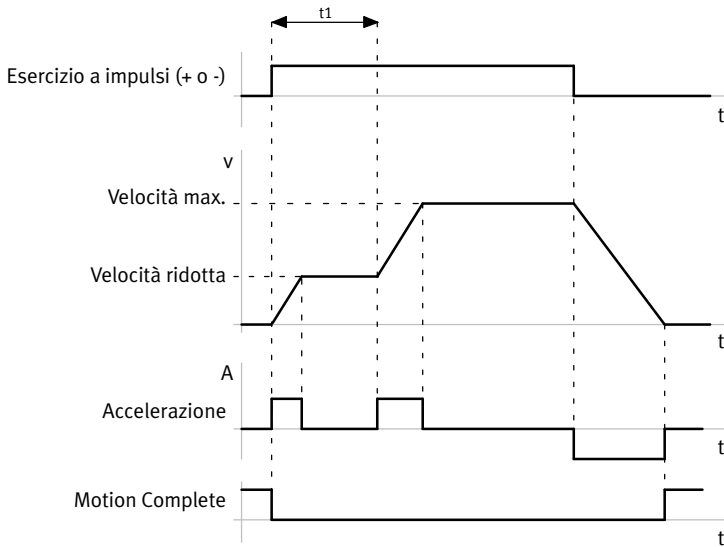 t1
Esercizio a impulsi (+ o -)
t
v
Velocità max.
Velocità ridotta
t
A
Accelerazione
t
Motion Complete
t